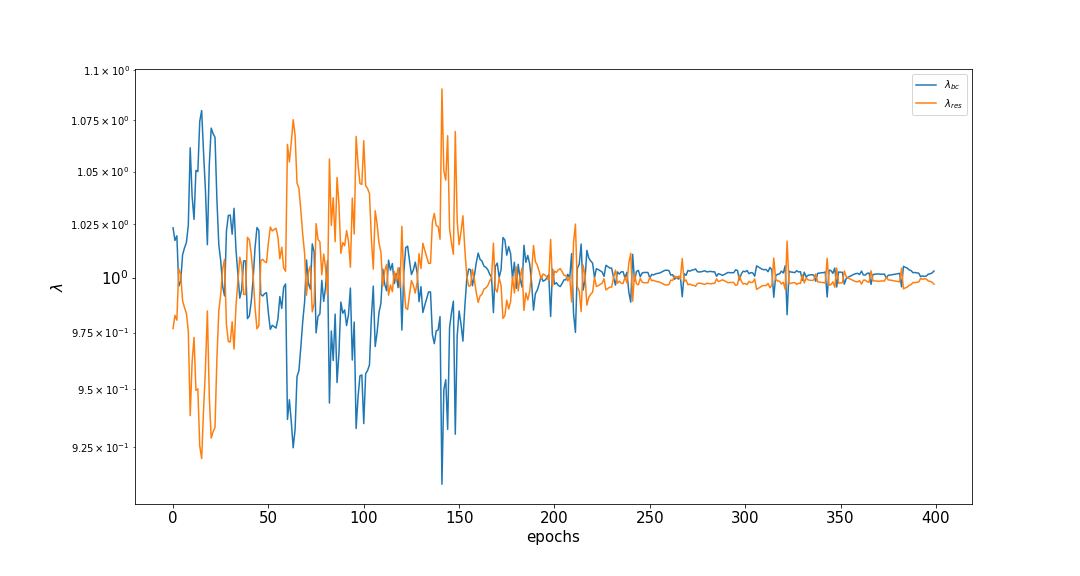 1.1 × 10⁰
1.075 × 10⁰
1.05 × 10⁰
1.025 × 10⁰
10⁰
9.75 × 10⁻¹
9.5 × 10⁻¹
9.25 × 10⁻¹
λ
0 50 100 150 200 250 300 350 400
epochs
λbc
λres